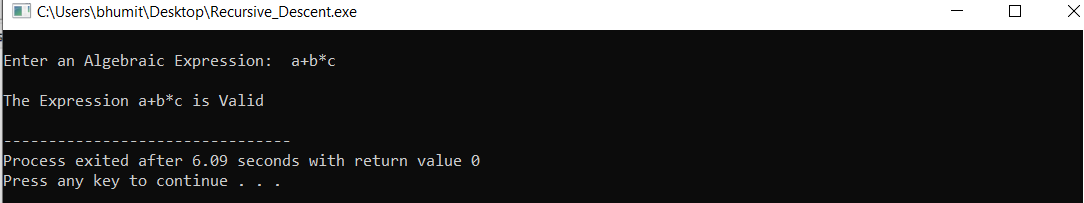 C:\Users\bhumit\Desktop\Recursive_Descent.exe
Enter an Algebraic Expression:  a+b*c
The Expression a+b*c is Valid
--------------------------------
Process exited after 6.09 seconds with return value 0
Press any key to continue . . .